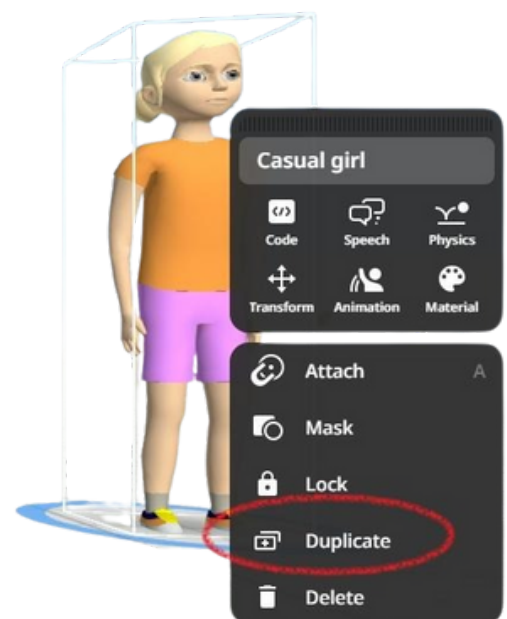 Casual girl
Code Speech Physics
Transform Animation Material
Attach A
Mask
Lock
Duplicate
Delete